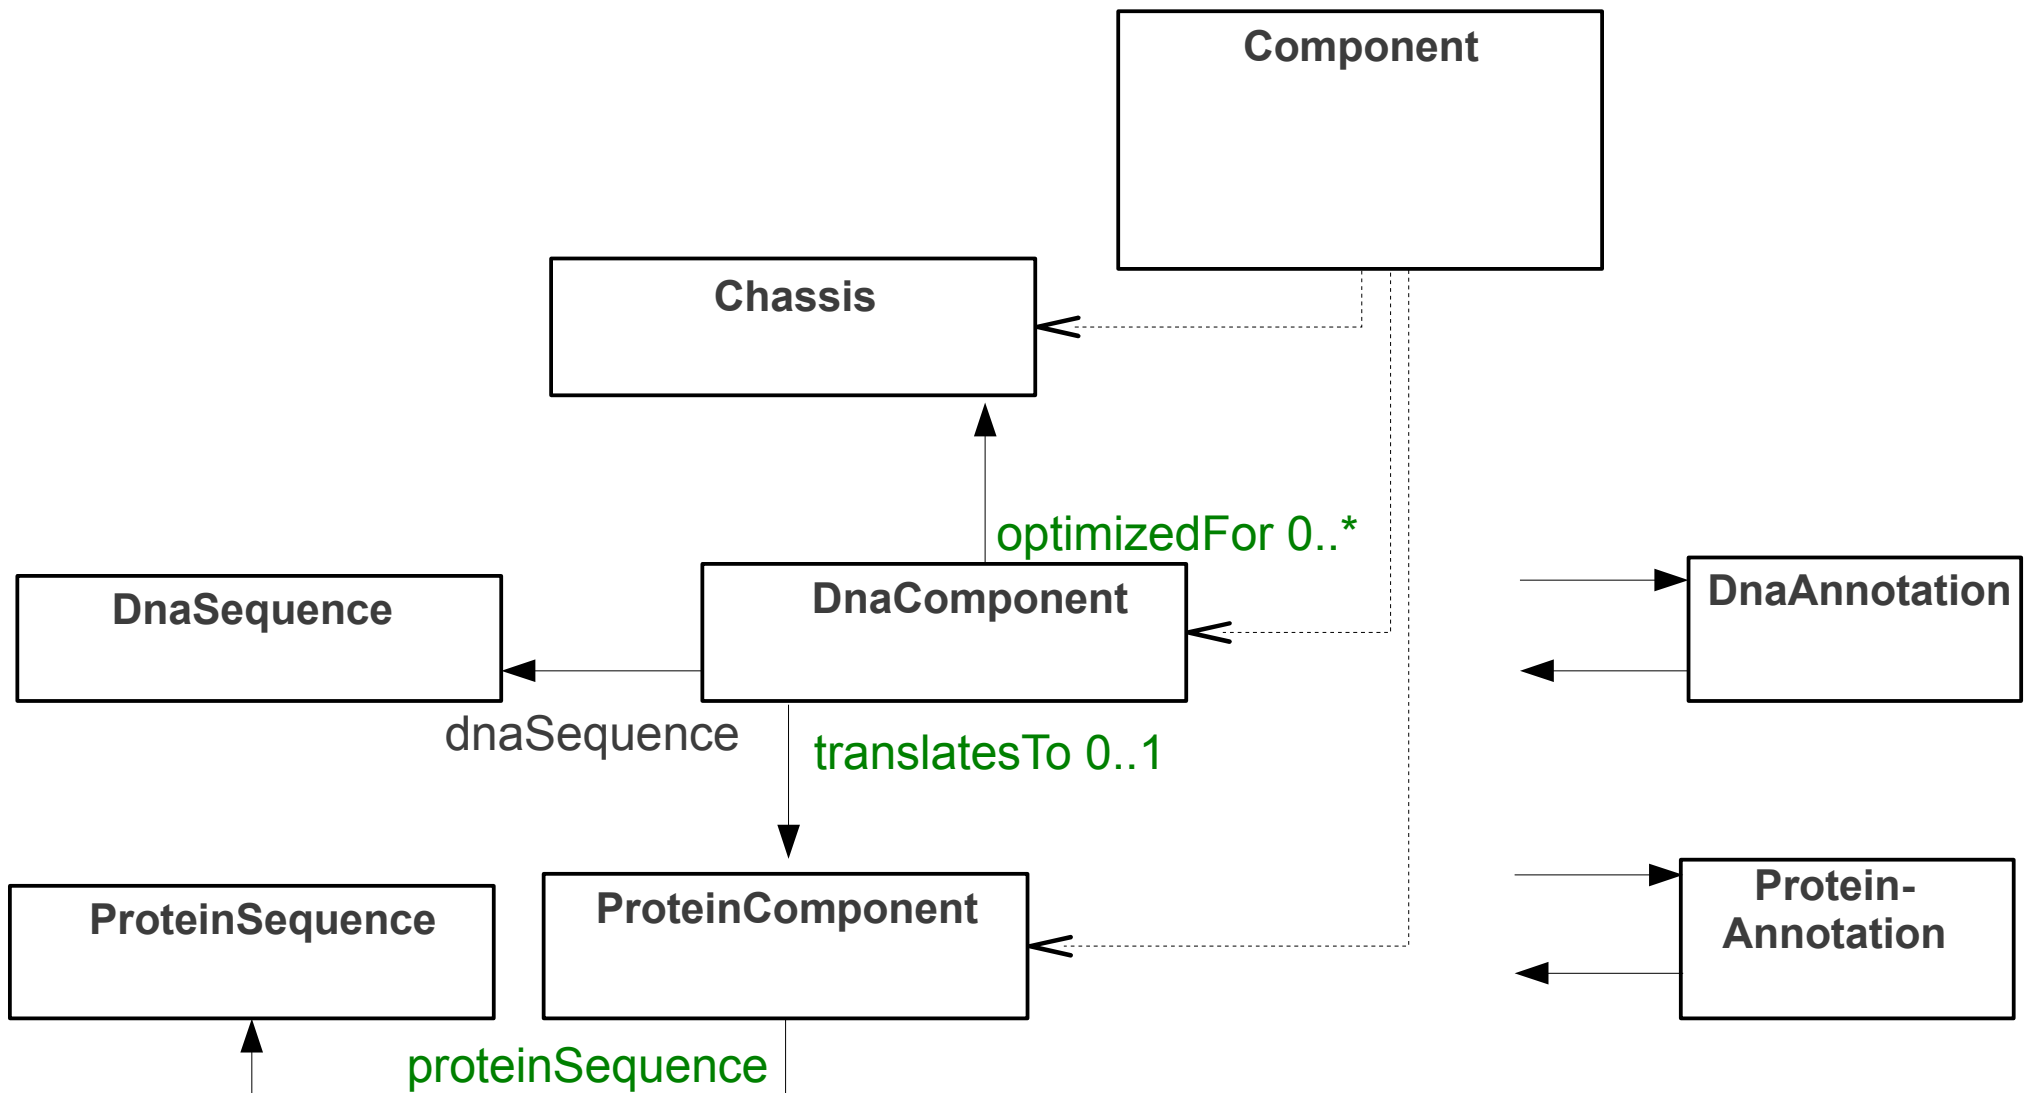 Component
Chassis
optimizedFor 0..*
DnaSequence
DnaComponent
DnaAnnotation
dnaSequence
translatesTo 0..1
ProteinSequence
ProteinComponent
Protein-
Annotation
proteinSequence